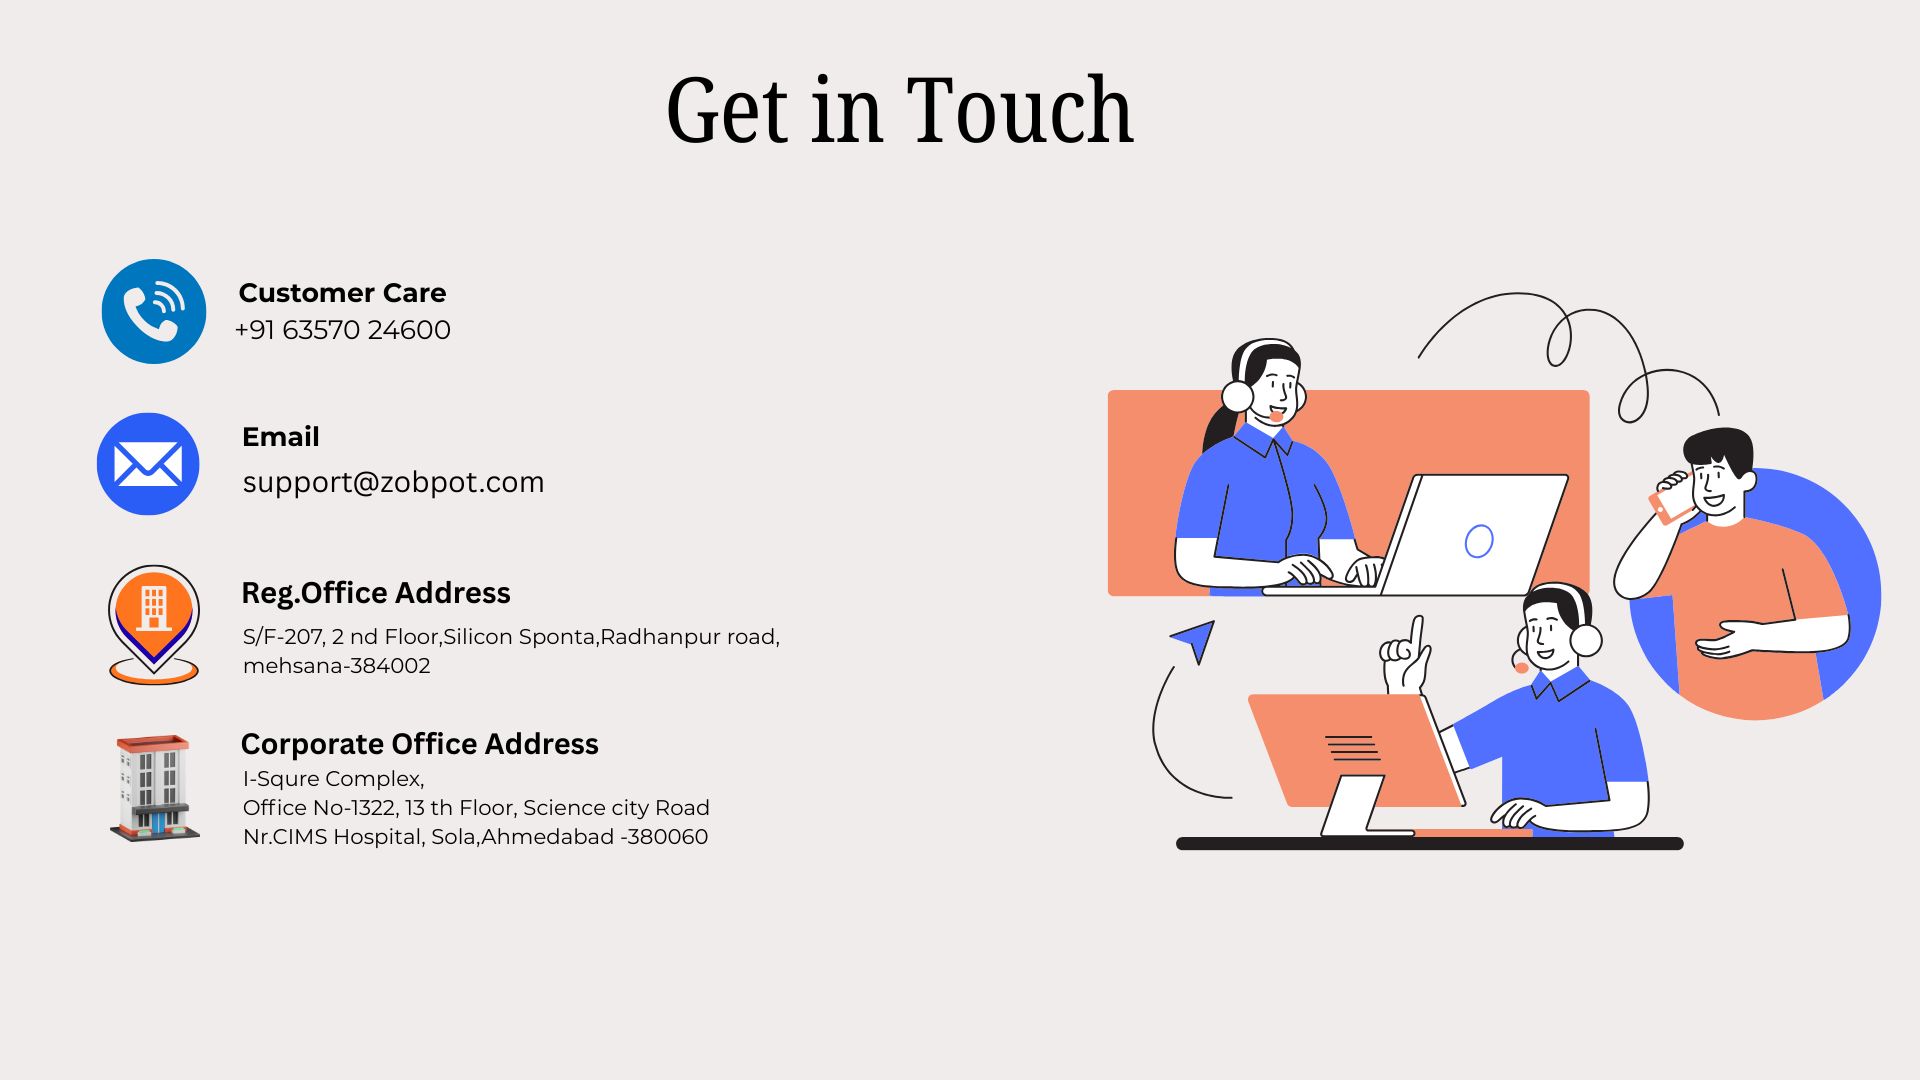 Get in Touch
Customer Care
+91 63570 24600
Email
support@zobpot.com
Reg.Office Address
S/F-207, 2 nd Floor,Silicon Sponta,Radhanpur road,
mehsana-384002
Corporate Office Address
I-Squre Complex,
Office No-1322, 13 th Floor, Science city Road
Nr.CIMS Hospital, Sola,Ahmedabad -380060